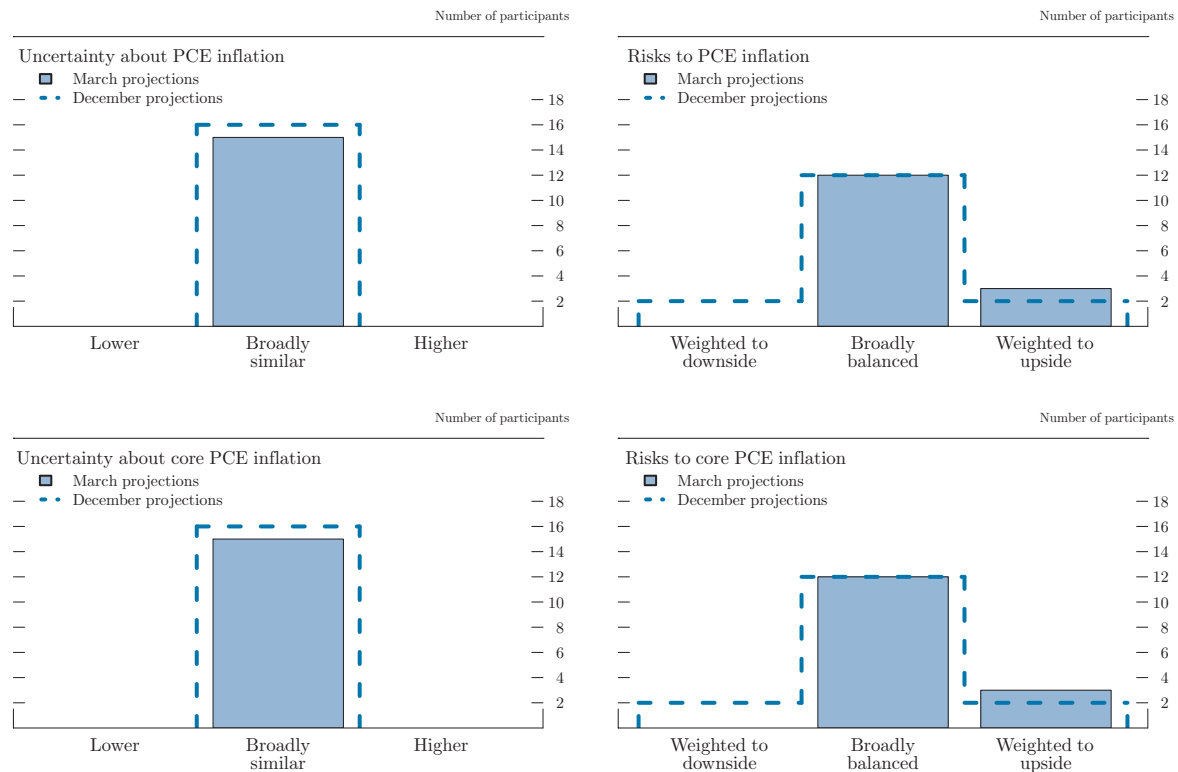 Number of participants
Uncertainty about PCE inflation
March projections
December projections
18
16
14
12
10
8
6
4
2
Lower
Broadly
similar
Higher
Number of participants
Risks to PCE inflation
March projections
December projections
18
16
14
12
10
8
6
4
2
Weighted to
downside
Broadly
balanced
Weighted to
upside
Number of participants
Uncertainty about core PCE inflation
March projections
December projections
18
16
14
12
10
8
6
4
2
Lower
Broadly
similar
Higher
Number of participants
Risks to core PCE inflation
March projections
December projections
18
16
14
12
10
8
6
4
2
Weighted to
downside
Broadly
balanced
Weighted to
upside